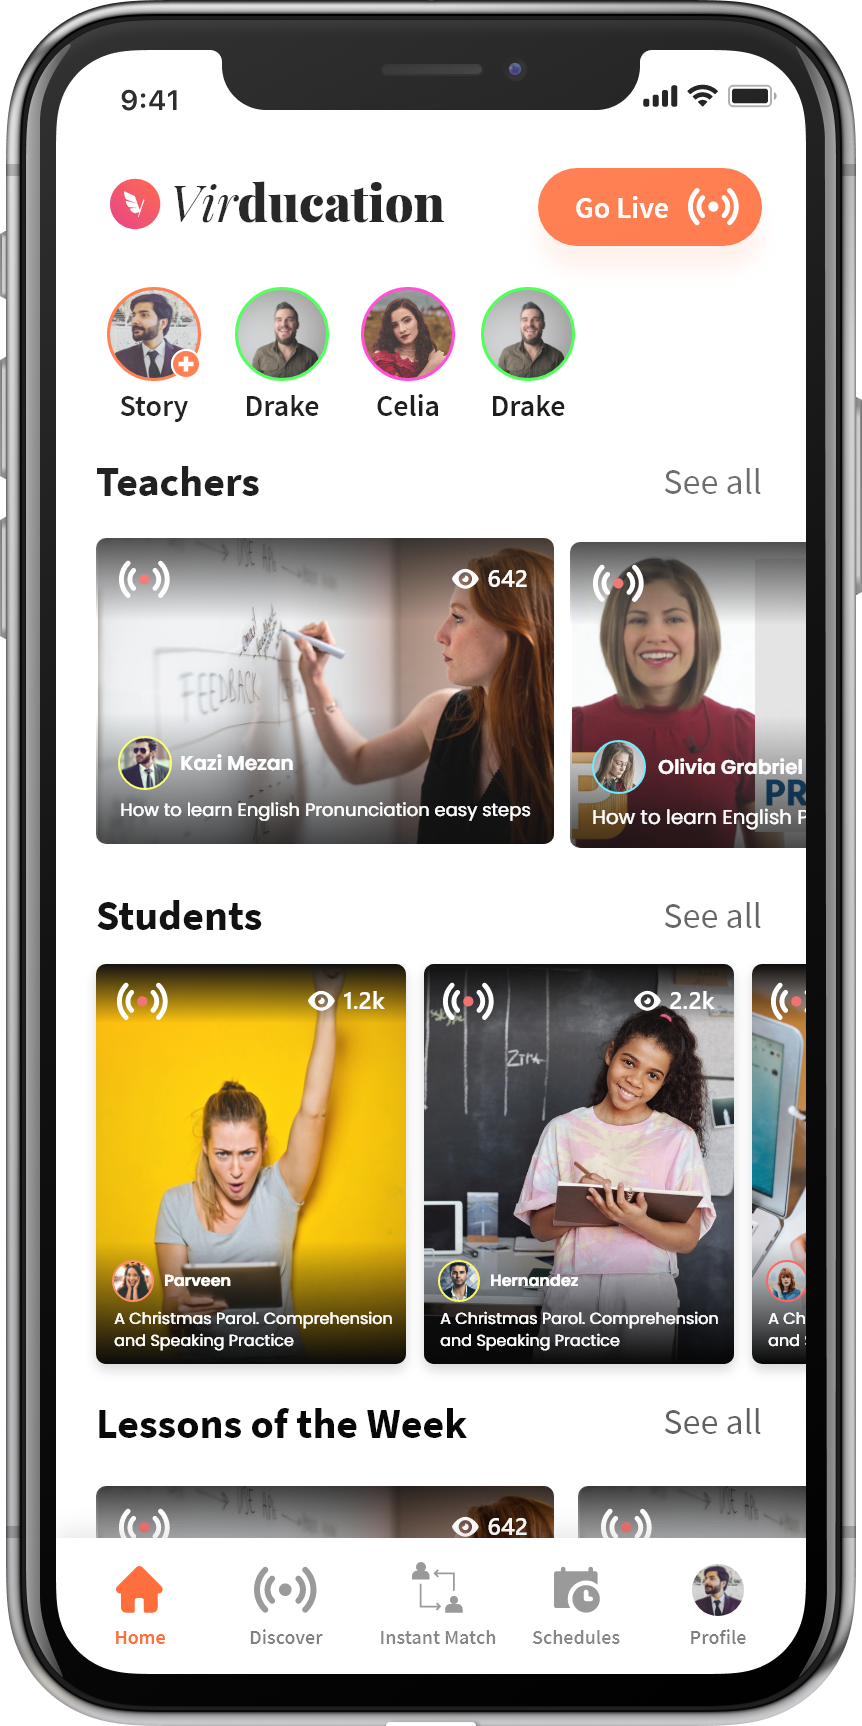 9:41
Virducation
Go Live
Story
Drake
Celia
Drake
Teachers
See all
642
FEEDBACK
Kazi Mezan
How to learn English Pronunciation easy steps
Olivia Grabriel
PR
How to learn English P
Students
See all
1.2k
Parveen
A Christmas Parol. Comprehension
and Speaking Practice
2.2k
Hernandez
A Christmas Parol. Comprehension
and Speaking Practice
A Ch
and S
Lessons of the Week
See all
642
Home
Discover
Instant Match
Schedules
Profile